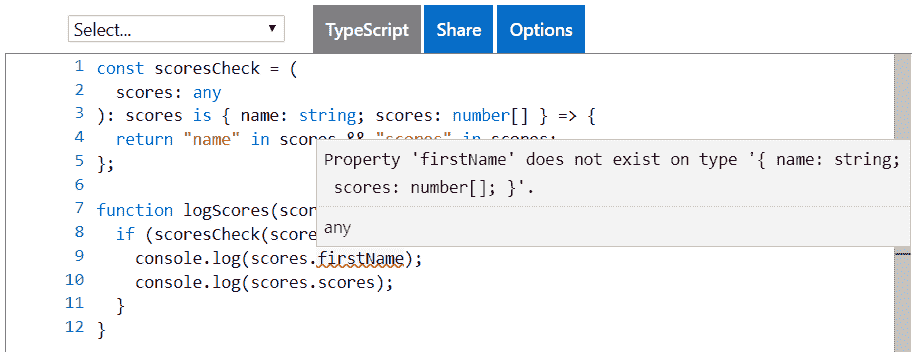 Select...
TypeScript
Share
Options
1 const scoresCheck = (
2 scores: any
3 ): scores is { name: string; scores: number[] } => {
4 return "name" in scores && "scores" in scores;
5 };
6
7 function logScores(scor
8 if (scoresCheck(score
9 console.log(scores.firstName);
10 console.log(scores.scores);
11 }
12 }
Property 'firstName' does not exist on type '{ name: string;
scores: number[]; }'.
any